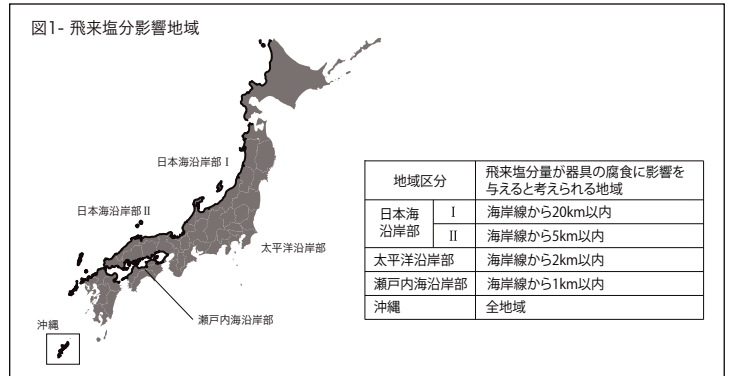 図1- 飛来塩分影響地域
日本海沿岸部Ⅰ
日本海沿岸部Ⅱ
太平洋沿岸部
瀬戸内海沿岸部
沖縄
地域区分
飛来塩分量が器具の腐食に影響を
与えると考えられる地域
日本海
沿岸部
Ⅰ
海岸線から20km以内
Ⅱ
海岸線から5km以内
太平洋沿岸部
海岸線から2km以内
瀬戸内海沿岸部
海岸線から1km以内
沖縄
全地域